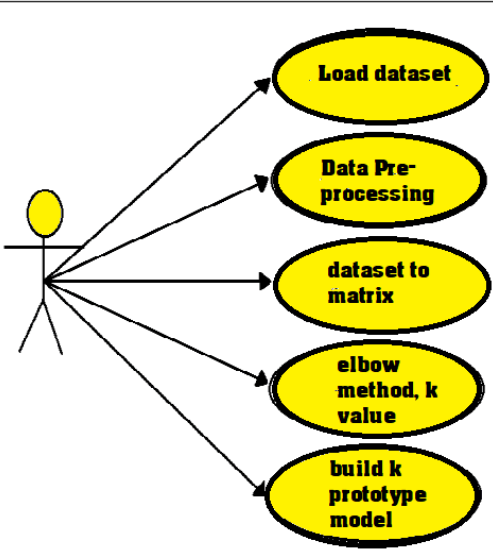 Load dataset
Data Pre-
processing
dataset to
matrix
elbow
method, k
value
build k
prototype
model